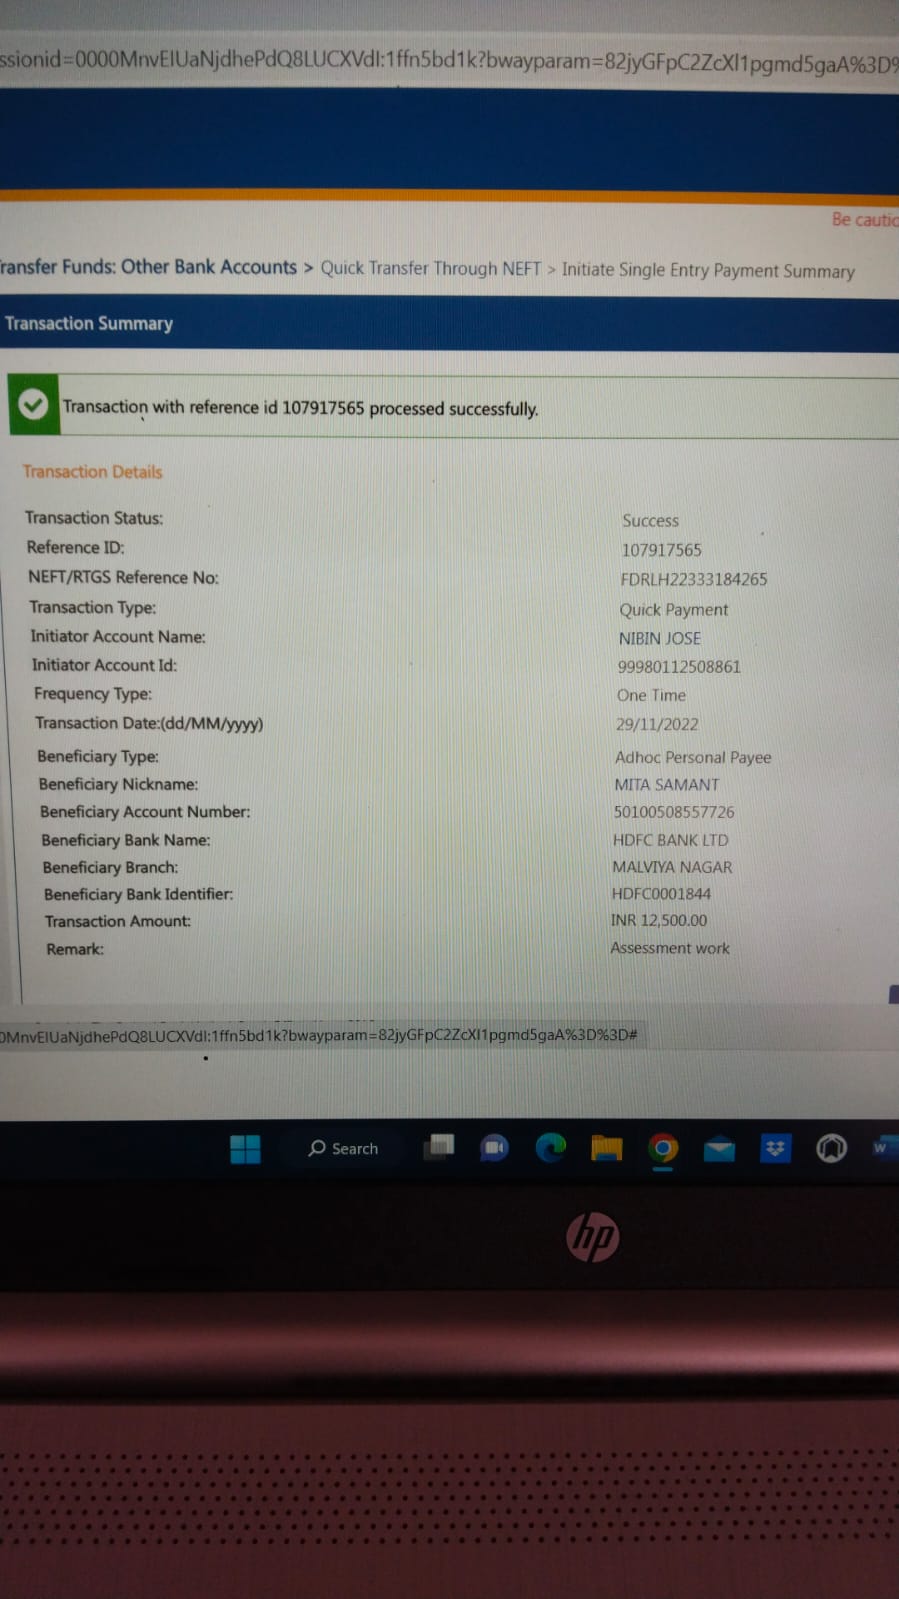 ssionid=0000MnvEIUaNjdhePdQ8LUCXVdI:1ffn5bd1k?bwayparam=82jyGFpC2ZcXI1pgmd5gaA%3D%
Be cautio
ransfer Funds: Other Bank Accounts > Quick Transfer Through NEFT > Initiate Single Entry Payment Summary
Transaction Summary
Transaction with reference id 107917565 processed successfully.
Transaction Details
Transaction Status: Success
Reference ID: 107917565
NEFT/RTGS Reference No: FDRLH22333184265
Transaction Type: Quick Payment
Initiator Account Name: NIBIN JOSE
Initiator Account Id: 99980112508861
Frequency Type: One Time
Transaction Date:(dd/MM/yyyy) 29/11/2022
Beneficiary Type: Adhoc Personal Payee
Beneficiary Nickname: MITA SAMANT
Beneficiary Account Number: 50100508557726
Beneficiary Bank Name: HDFC BANK LTD
Beneficiary Branch: MALVIYA NAGAR
Beneficiary Bank Identifier: HDFC0001844
Transaction Amount: INR 12,500.00
Remark: Assessment work
0MnvEIUaNjdhePdQ8LUCXVdI:1ffn5bd1k?bwayparam=82jyGFpC2ZcXI1pgmd5gaA%3D%3D#
Search
W
hp